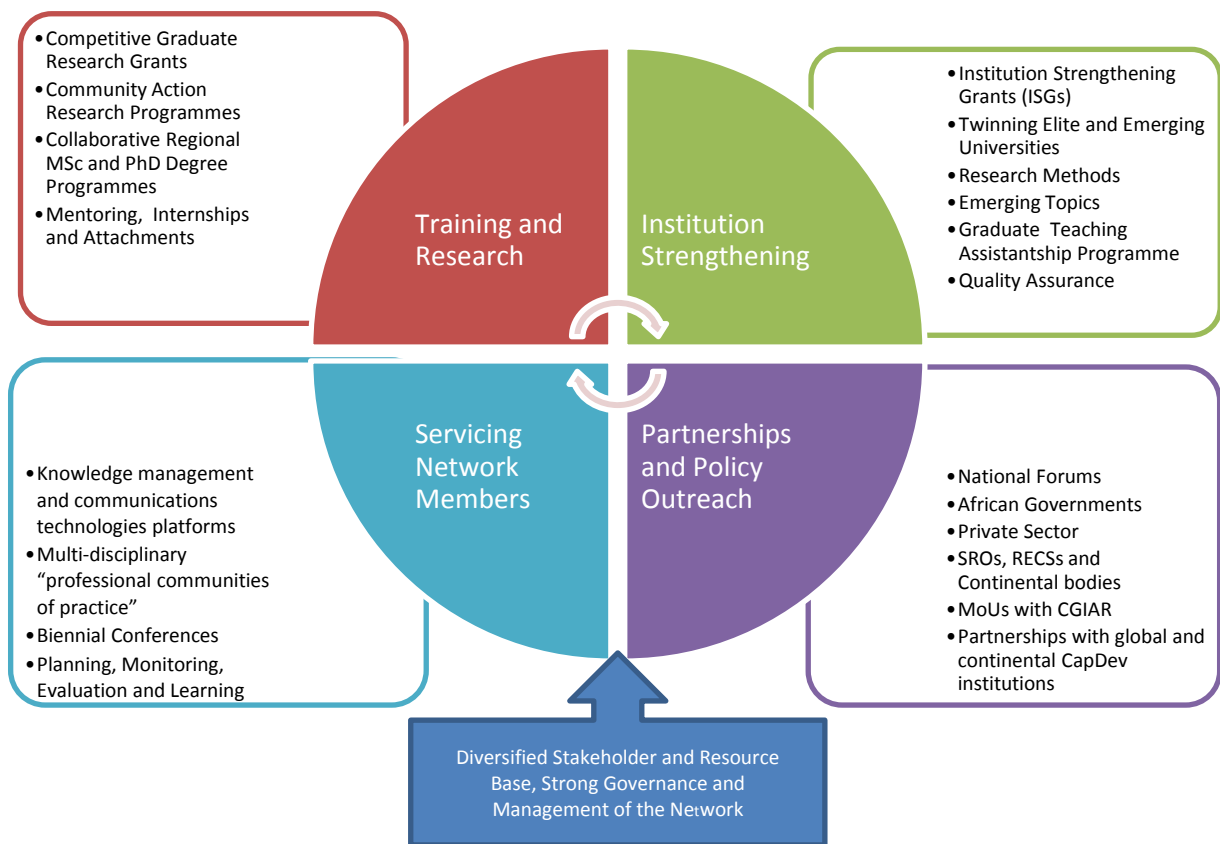 •Competitive Graduate
Research Grants
•Community Action
Research Programmes
•Collaborative Regional
MSc and PhD Degree
Programmes
•Mentoring, Internships
and Attachments
Training and
Research
Institution
Strengthening
•Institution Strengthening
Grants (ISGs)
•Twinning Elite and Emerging
Universities
•Research Methods
•Emerging Topics
•Graduate Teaching
Assistantship Programme
•Quality Assurance
•Knowledge management
and communications
technologies platforms
•Multi-disciplinary
“professional communities
of practice”
•Biennial Conferences
•Planning, Monitoring,
Evaluation and Learning
Servicing
Network
Members
Partnerships
and Policy
Outreach
•National Forums
•African Governments
•Private Sector
•SROs, RECSs and
Continental bodies
•MoUs with CGIAR
•Partnerships with global and
continental CapDev
institutions
Diversified Stakeholder and Resource
Base, Strong Governance and
Management of the Network